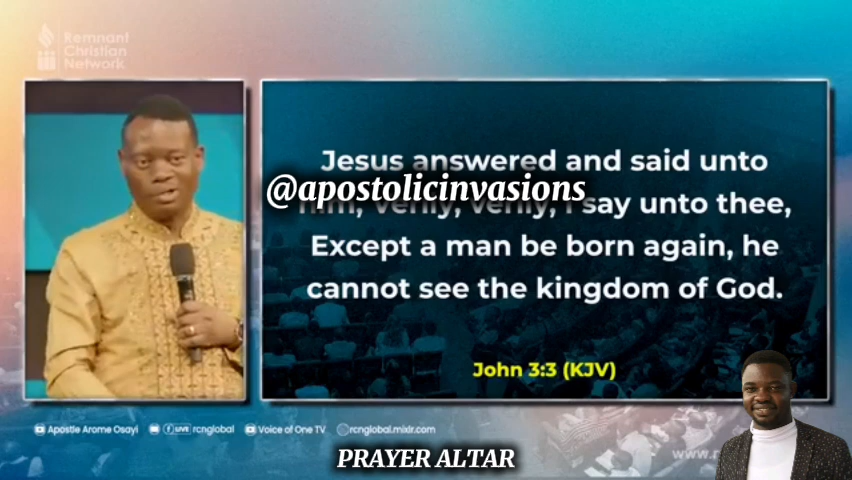 Remnant
Christian
Network
Jesus answered and said unto
@apostolicinvasions
him, verily, verily, I say unto thee,
Except a man be born again, he
cannot see the kingdom of God.
John 3:3 (KJV)
Apostle Arome Osayi
LIVE rcnglobal
Voice of One TV
rcnglobal.mixlr.com
PRAYER ALTAR